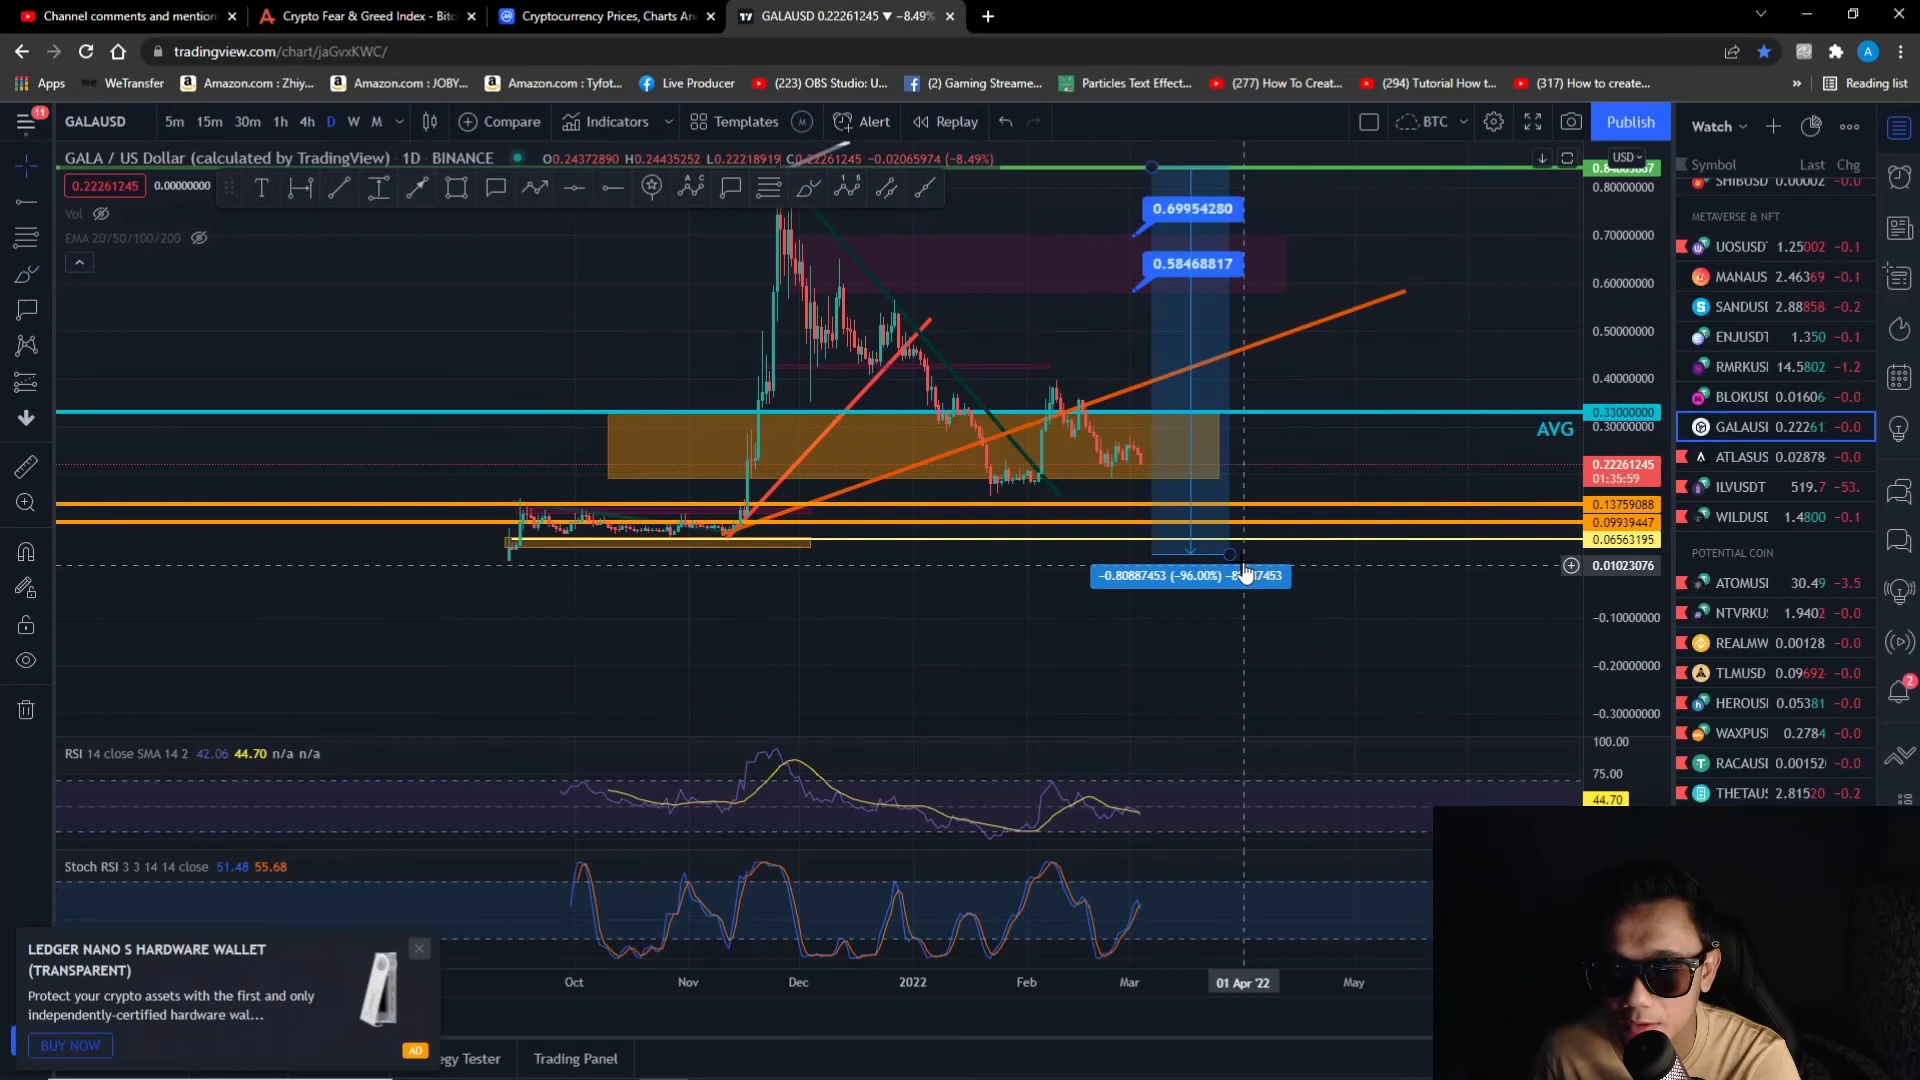 Channel comments and mention
Crypto Fear & Greed Index - Bitc
Cryptocurrency Prices, Charts An
GALAUSD 0.22261245 ▼ −8.49%
tradingview.com/chart/jaGvxKWC/
Apps
WeTransfer
Amazon.com : Zhiy...
Amazon.com : JOBY...
Amazon.com : Tyfot...
Live Producer
(223) OBS Studio: U...
(2) Gaming Streame...
Particles Text Effect...
(277) How To Creat...
(294) Tutorial How t...
(317) How to create...
Reading list
11
GALAUSD
5m 15m 30m 1h 4h D W M
Compare
Indicators
Templates
M
Alert
Replay
BTC
Publish
Watch
GALA / US Dollar (calculated by TradingView) · 1D · BINANCE
O0.24372890 H0.24435252 L0.22218919 C0.22261245 −0.02065974 (−8.49%)
USD
0.22261245 0.00000000
Vol
EMA 20/50/100/200
0.69954280
0.58468817
0.80000000
0.70000000
0.60000000
0.50000000
0.40000000
0.33000000
0.30000000
AVG
0.22261245
01:35:59
0.13759088
0.09939447
0.06563195
0.01023076
−0.10000000
−0.20000000
−0.30000000
−0.80887453 (−96.00%)
Symbol Last Chg
SHIBUSD 0.00002 −0.0
METAVERSE & NFT
UOSUSD 1.25002 −0.1
MANAUS 2.46369 −0.1
SANDUSI 2.88858 −0.2
ENJUSDT 1.350 −0.1
RMRKUS 14.5802 −1.2
BLOKUSI 0.01606 −0.0
GALAUSI 0.22261 −0.0
ATLASUS 0.02878 −0.0
ILVUSDT 519.7 −53.
WILDUSI 1.4800 −0.1
POTENTIAL COIN
ATOMUSI 30.49 −3.5
NTVRKU 1.9402 −0.0
REALMW 0.00128 −0.0
TLMUSD 0.09692 −0.0
HEROUSI 0.05381 −0.0
WAXPUS 0.2784 −0.0
RACAUSI 0.00152 −0.0
THETAU 2.81520 −0.2
2
RSI 14 close SMA 14 2 42.06 44.70 n/a n/a
100.00
75.00
44.70
Stoch RSI 3 3 14 14 close 51.48 55.68
Oct Nov Dec 2022 Feb Mar 01 Apr '22 May
LEDGER NANO S HARDWARE WALLET
(TRANSPARENT)
Protect your crypto assets with the first and only
independently-certified hardware wal...
BUY NOW
AD
egy Tester
Trading Panel